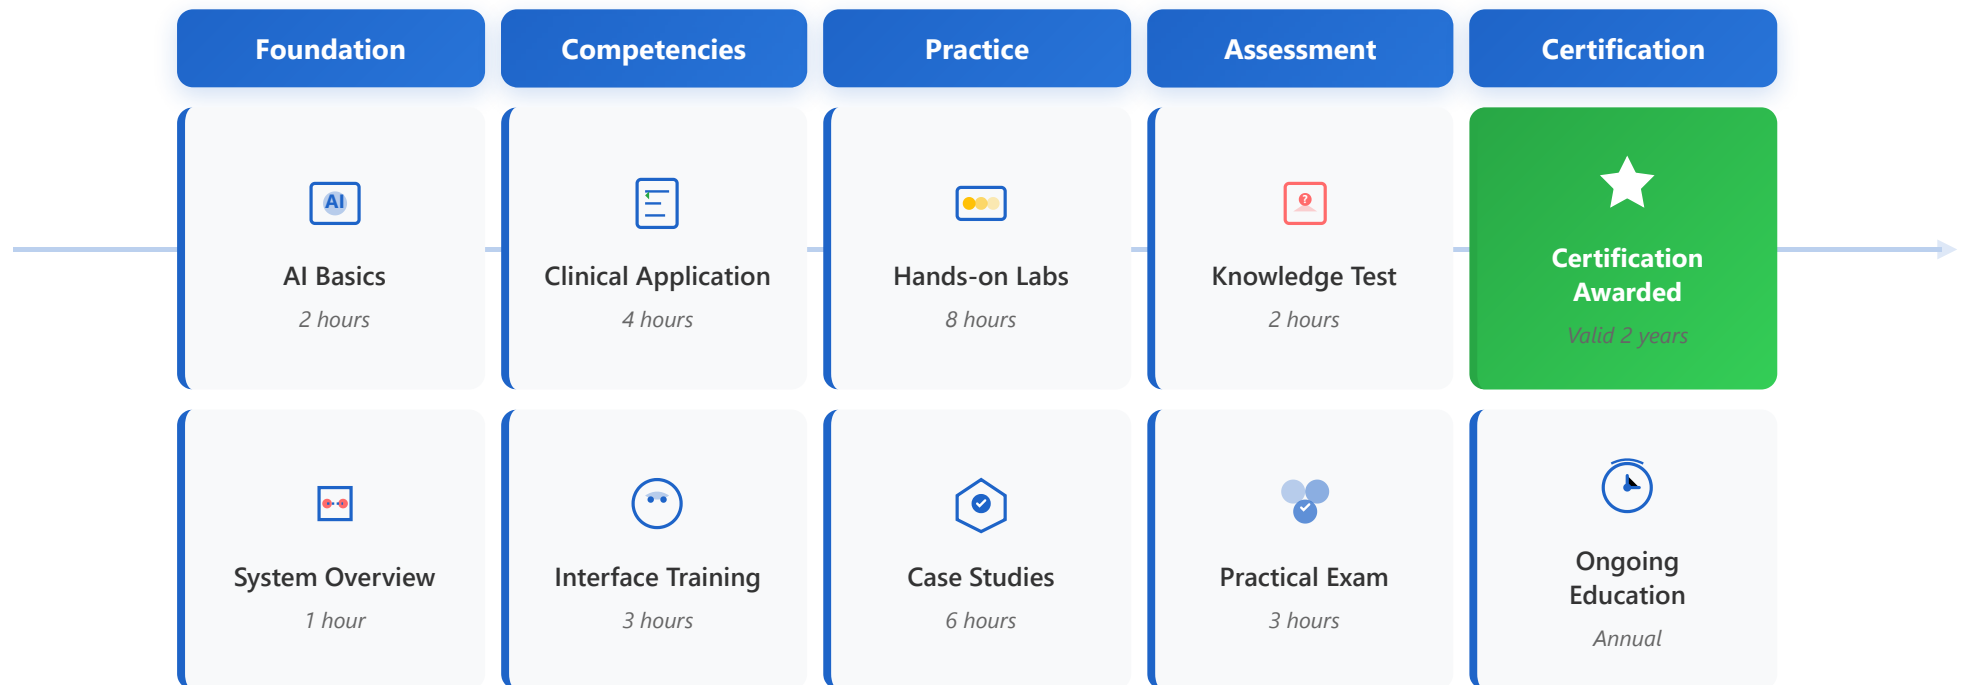 Foundation
Competencies
Practice
Assessment
Certification
AI
AI Basics
2 hours
Clinical Application
4 hours
Hands-on Labs
8 hours
?
Knowledge Test
2 hours
Certification
Awarded
Valid 2 years
System Overview
1 hour
Interface Training
3 hours
Case Studies
6 hours
Practical Exam
3 hours
Ongoing
Education
Annual